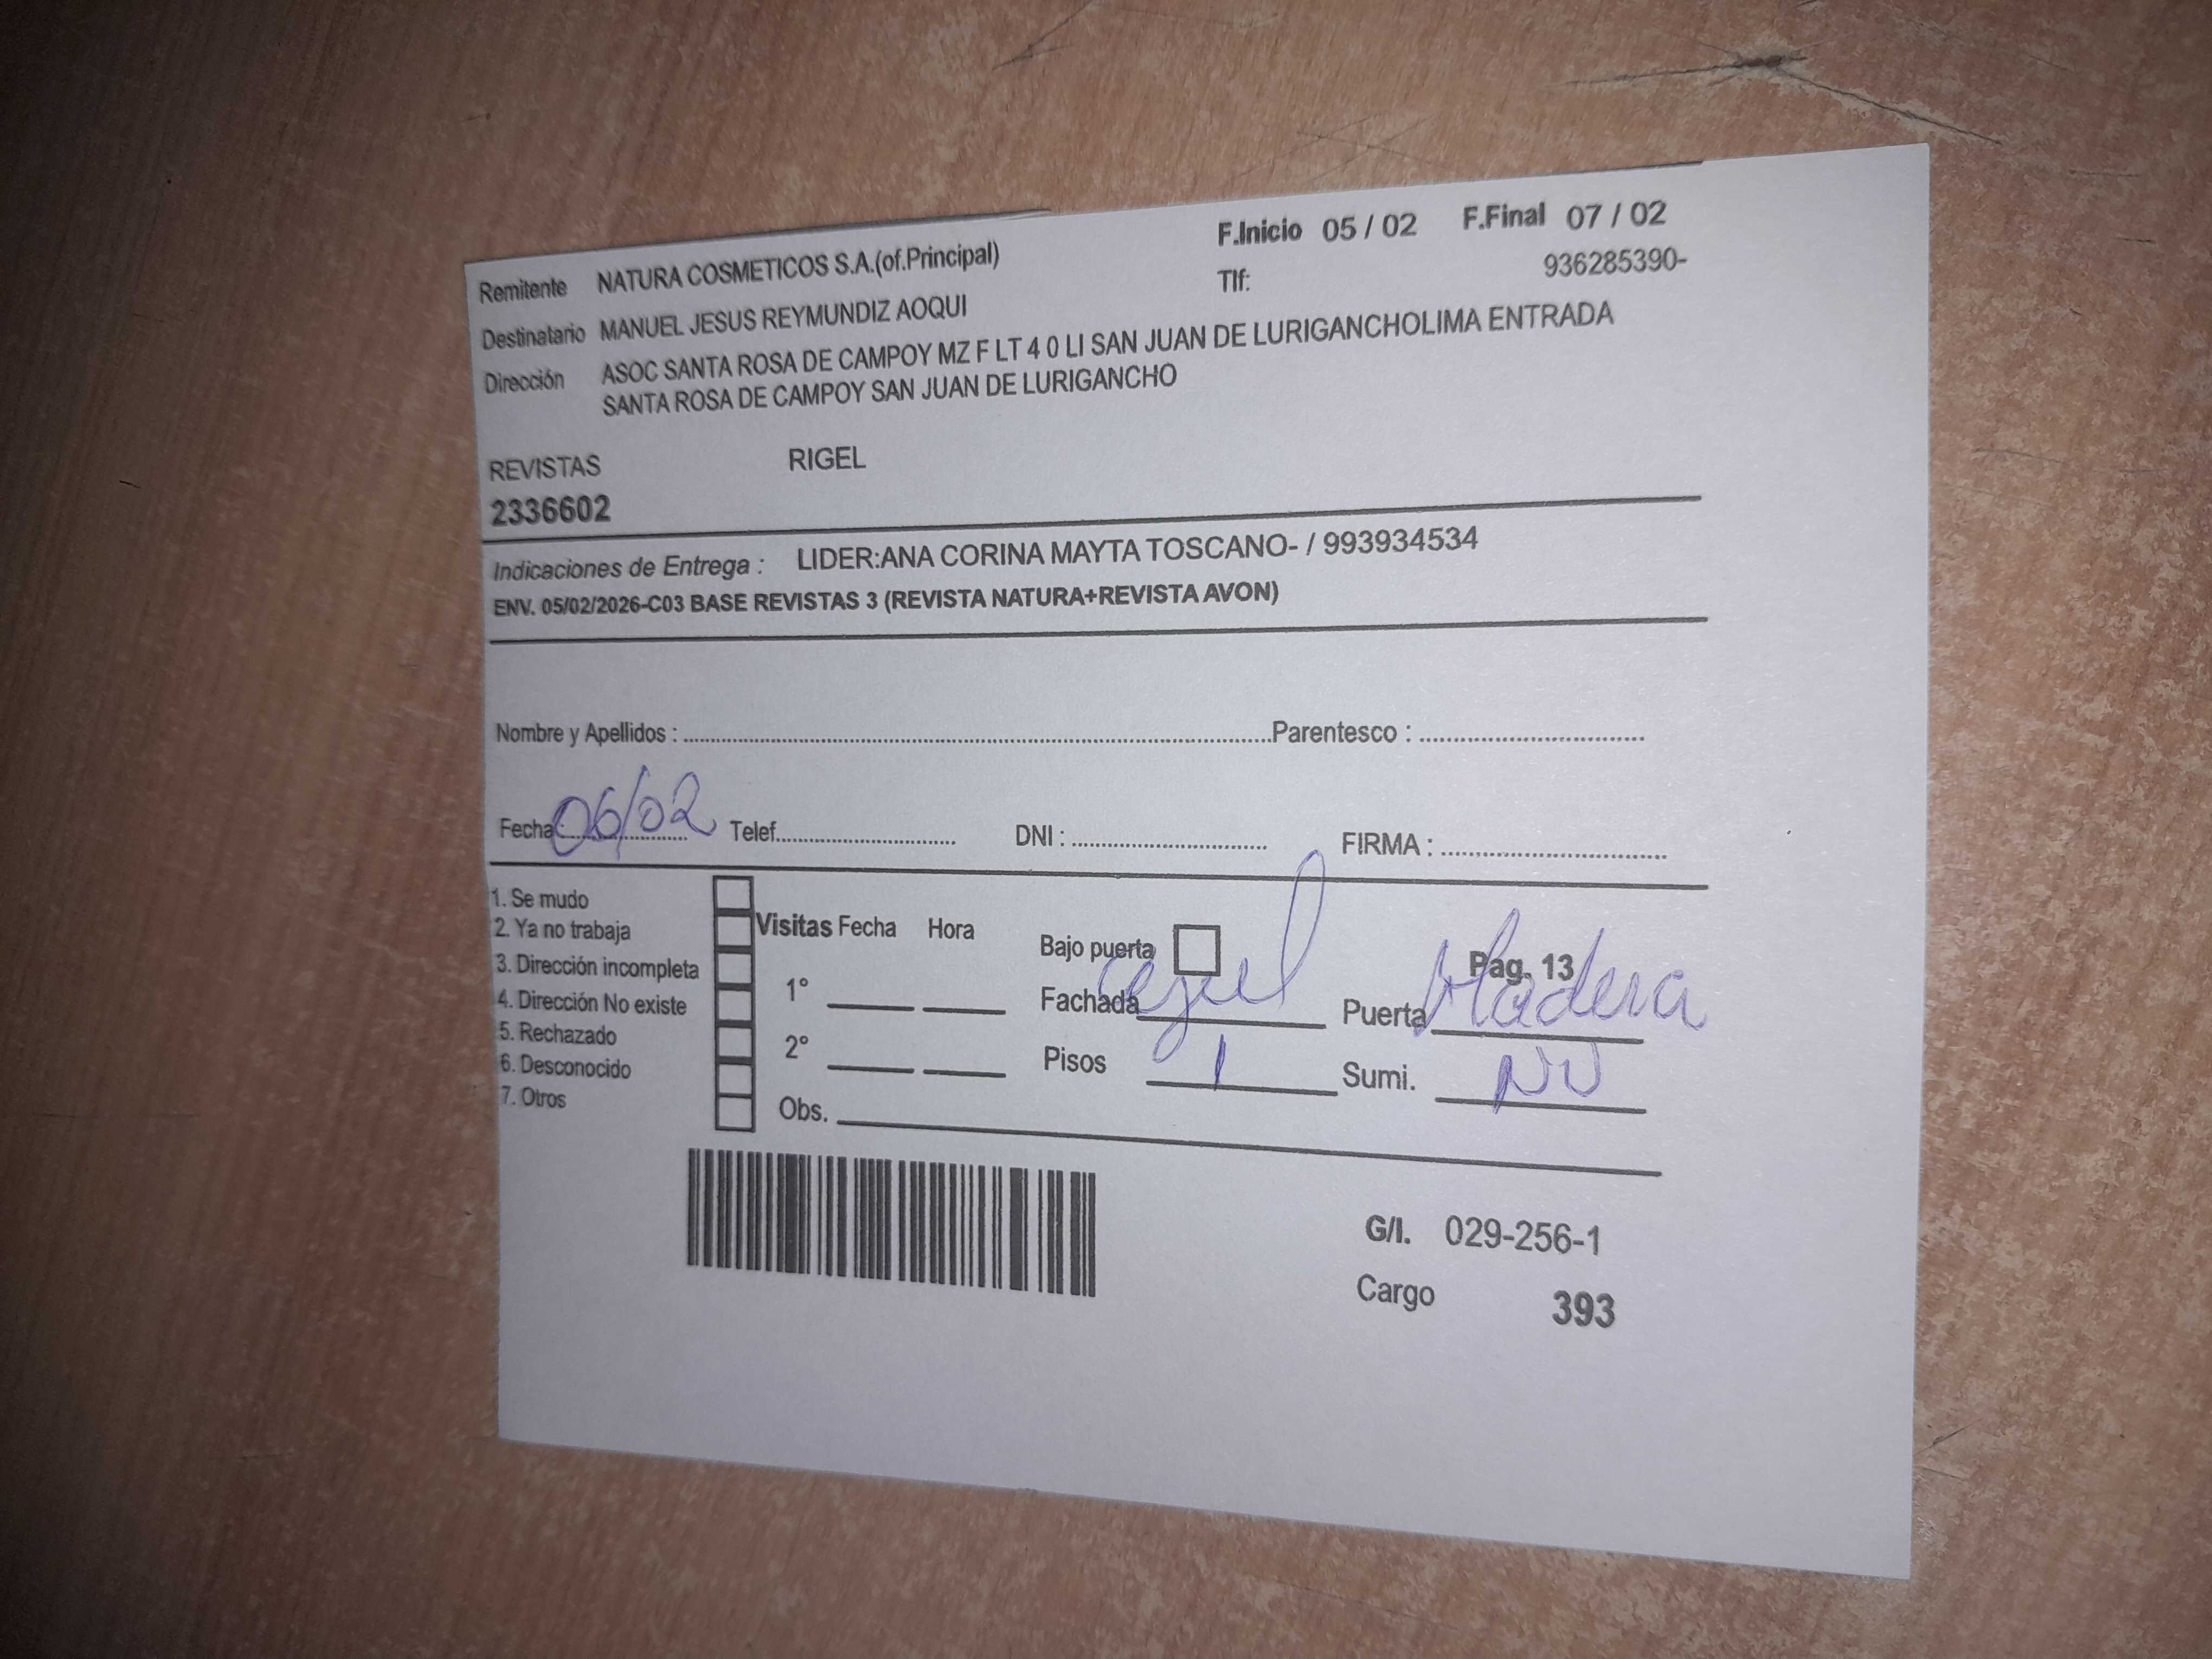 F.Inicio 05 / 02 F.Final 07 / 02
Remitente NATURA COSMETICOS S.A.(of.Principal) Tlf: 936285390-
Destinatario MANUEL JESUS REYMUNDIZ AOQUI
Dirección ASOC SANTA ROSA DE CAMPOY MZ F LT 4 0 LI SAN JUAN DE LURIGANCHOLIMA ENTRADA
SANTA ROSA DE CAMPOY SAN JUAN DE LURIGANCHO
REVISTAS RIGEL
2336602
Indicaciones de Entrega : LIDER:ANA CORINA MAYTA TOSCANO- / 993934534
ENV. 05/02/2026-C03 BASE REVISTAS 3 (REVISTA NATURA+REVISTA AVON)
Nombre y Apellidos : Parentesco :
Fecha: 06/02 Telef. DNI : FIRMA :
1. Se mudo
2. Ya no trabaja
3. Dirección incompleta
4. Dirección No existe
5. Rechazado
6. Desconocido
7. Otros
Visitas Fecha Hora
1°
2°
Obs.
Bajo puerta Pag. 13
Fachada azul Puerta Madera
Pisos 1 Sumi. NV
G/I. 029-256-1
Cargo 393